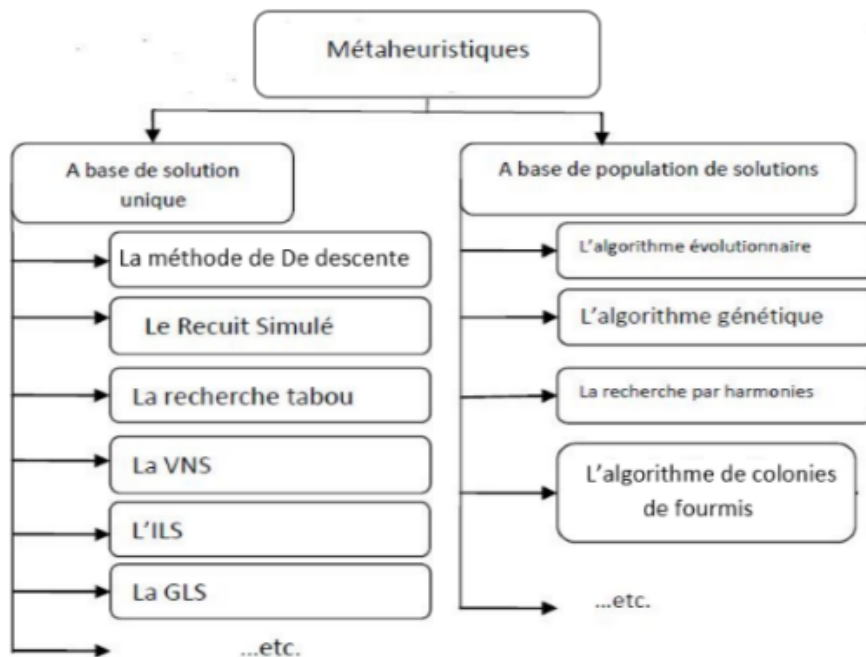 Métaheuristiques
A base de solution
unique
La méthode de De descente
Le Recuit Simulé
La recherche tabou
La VNS
L'ILS
La GLS
...etc.
A base de population de solutions
L'algorithme évolutionnaire
L'algorithme génétique
La recherche par harmonies
L'algorithme de colonies
de fourmis
...etc.